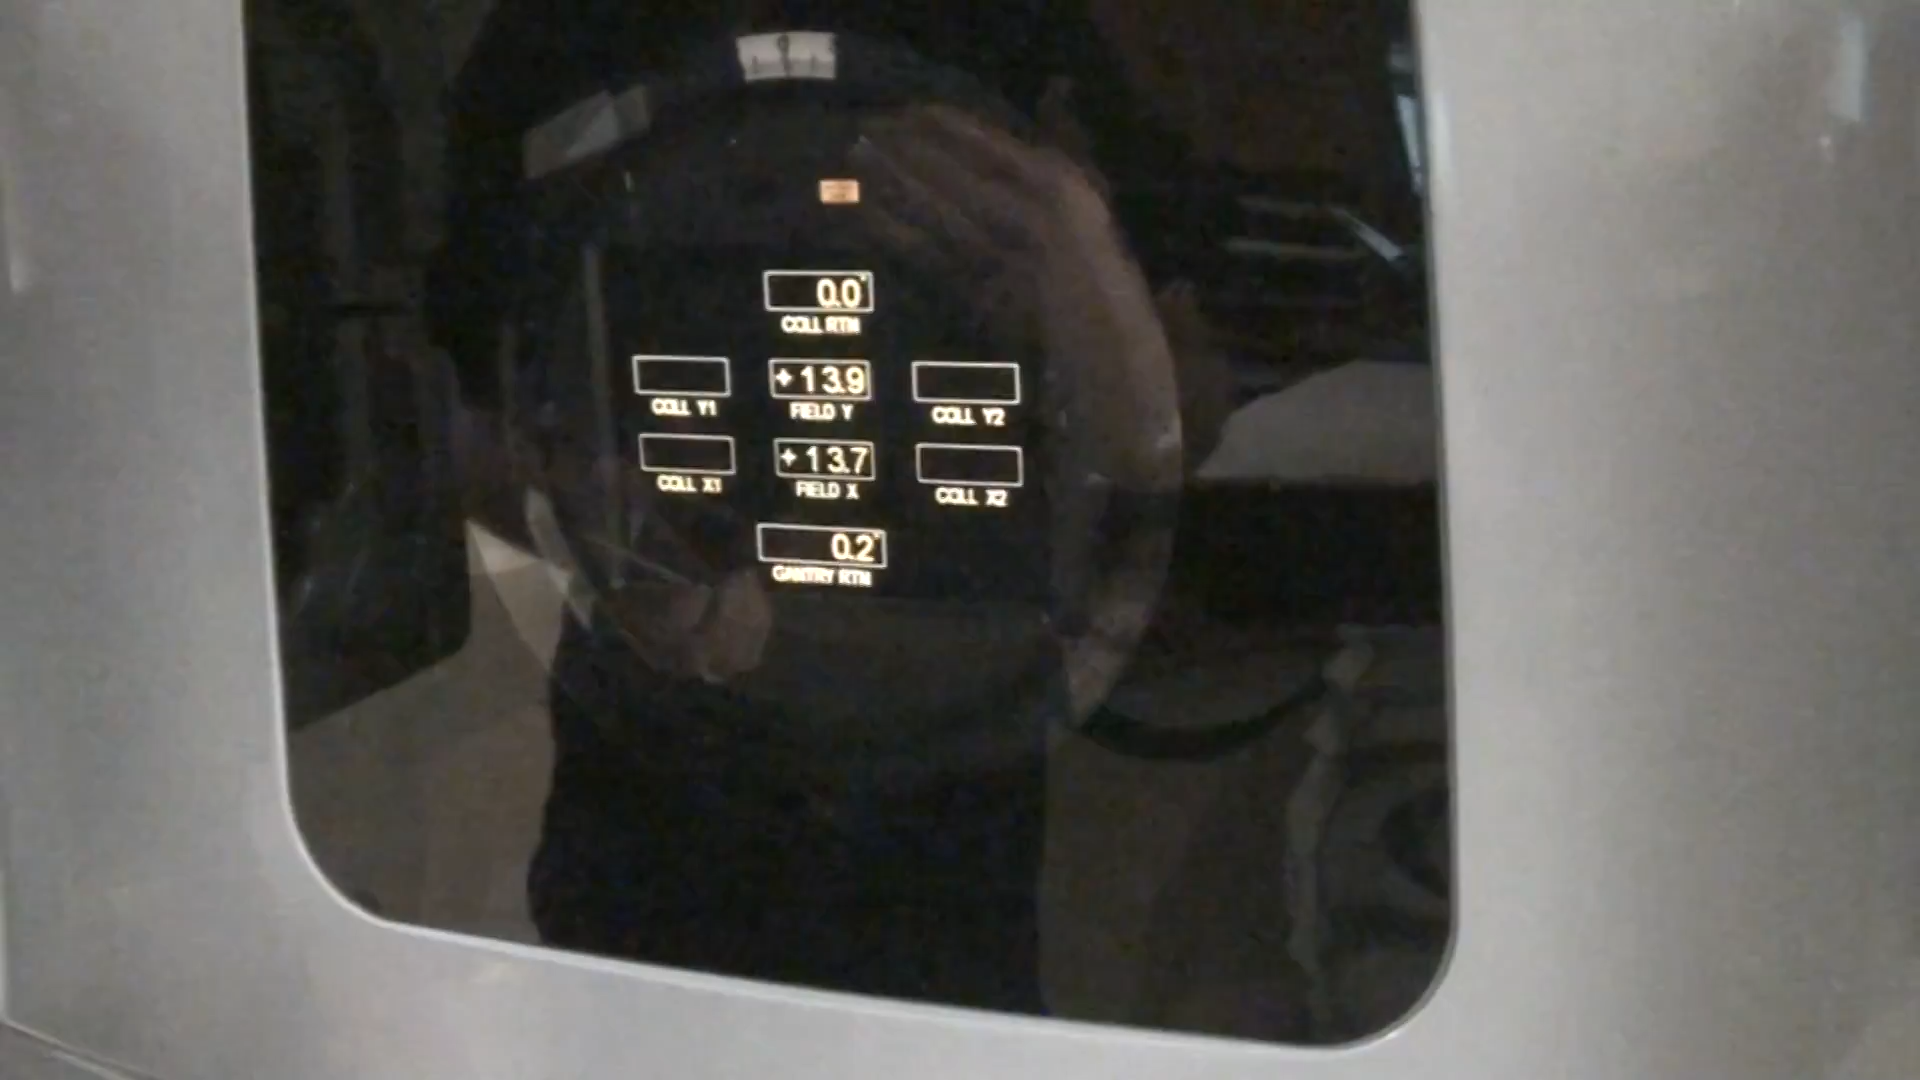 0.0°
COLL RTN
+13.9
COLL Y1 FIELD Y COLL Y2
+13.7
COLL X1 FIELD X COLL X2
0.2°
GANTRY RTN